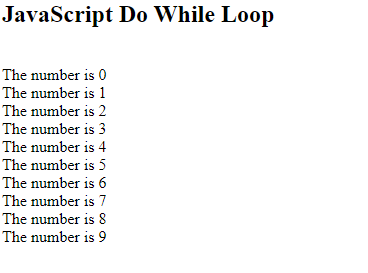 JavaScript Do While Loop
The number is 0
The number is 1
The number is 2
The number is 3
The number is 4
The number is 5
The number is 6
The number is 7
The number is 8
The number is 9